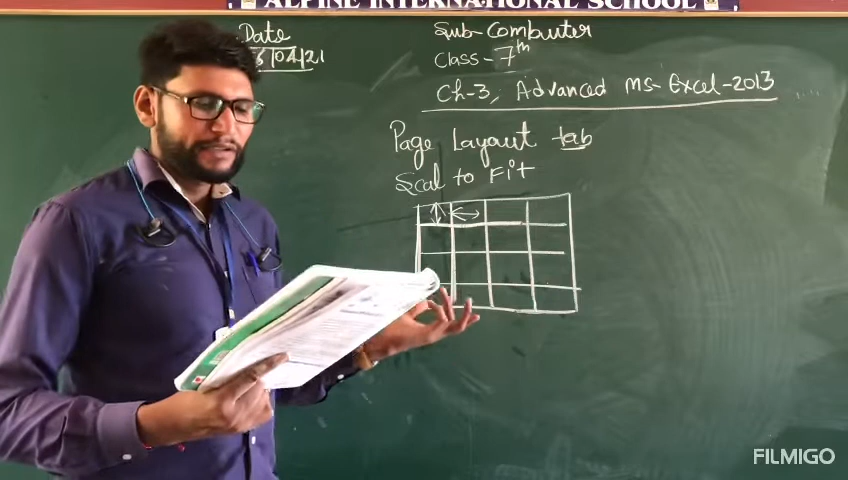 ALPINE INTERNATIONAL SCHOOL
Date
/04/21
Sub- Computer
Class - 7th
Ch-3, Advanced Ms- Excel-2013
Page Layout tab
Scal to Fit
FILMIGO